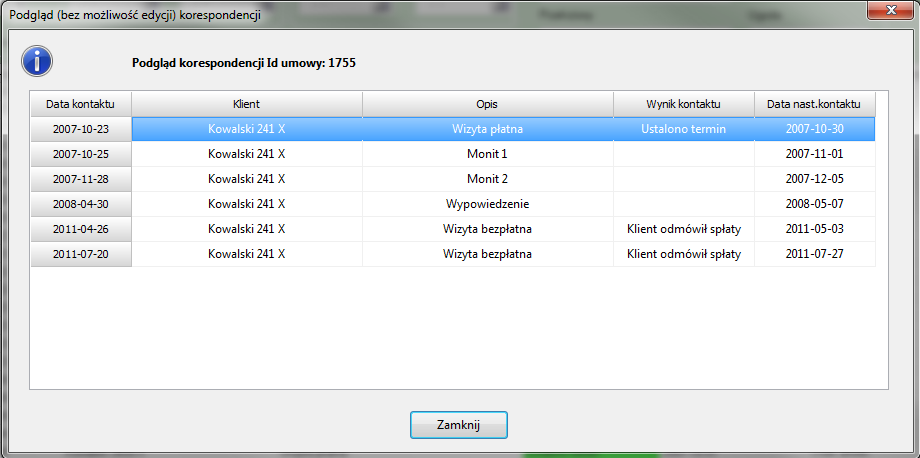 Podgląd (bez możliwość edycji) korespondencji
Podgląd korespondencji Id umowy: 1755
Data kontaktu Klient Opis Wynik kontaktu Data nast.kontaktu
2007-10-23 Kowalski 241 X Wizyta płatna Ustalono termin 2007-10-30
2007-10-25 Kowalski 241 X Monit 1 2007-11-01
2007-11-28 Kowalski 241 X Monit 2 2007-12-05
2008-04-30 Kowalski 241 X Wypowiedzenie 2008-05-07
2011-04-26 Kowalski 241 X Wizyta bezpłatna Klient odmówił spłaty 2011-05-03
2011-07-20 Kowalski 241 X Wizyta bezpłatna Klient odmówił spłaty 2011-07-27
Zamknij